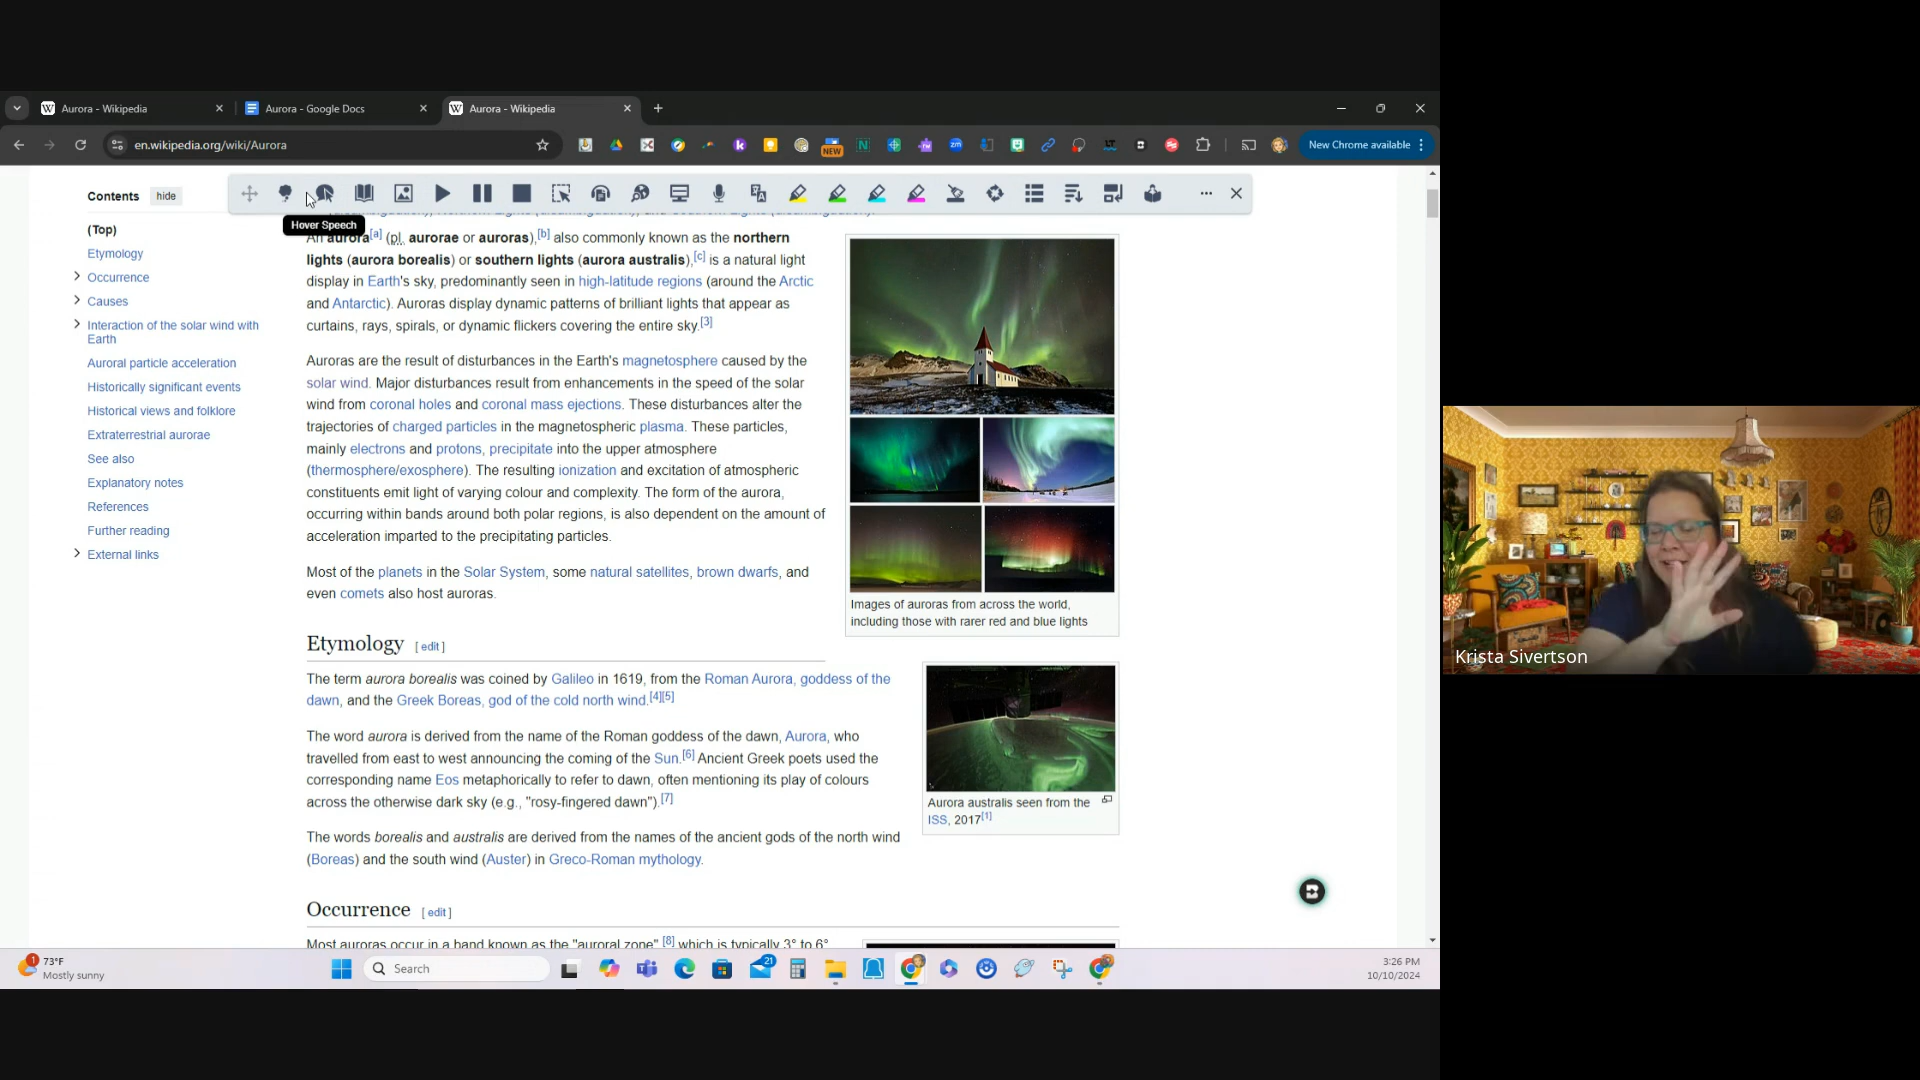 Aurora - Wikipedia
Aurora - Google Docs
Aurora - Wikipedia
en.wikipedia.org/wiki/Aurora
NEW
New Chrome available
Contents
hide
(Top)
Etymology
Occurrence
Causes
Interaction of the solar wind with
Earth
Auroral particle acceleration
Historically significant events
Historical views and folklore
Extraterrestrial aurorae
See also
Explanatory notes
References
Further reading
External links
Hover Speech
An aurora[a] (pl. aurorae or auroras),[b] also commonly known as the northern
lights (aurora borealis) or southern lights (aurora australis),[c] is a natural light
display in Earth's sky, predominantly seen in high-latitude regions (around the Arctic
and Antarctic). Auroras display dynamic patterns of brilliant lights that appear as
curtains, rays, spirals, or dynamic flickers covering the entire sky.[3]
Auroras are the result of disturbances in the Earth's magnetosphere caused by the
solar wind. Major disturbances result from enhancements in the speed of the solar
wind from coronal holes and coronal mass ejections. These disturbances alter the
trajectories of charged particles in the magnetospheric plasma. These particles,
mainly electrons and protons, precipitate into the upper atmosphere
(thermosphere/exosphere). The resulting ionization and excitation of atmospheric
constituents emit light of varying colour and complexity. The form of the aurora,
occurring within bands around both polar regions, is also dependent on the amount of
acceleration imparted to the precipitating particles.
Most of the planets in the Solar System, some natural satellites, brown dwarfs, and
even comets also host auroras.
Images of auroras from across the world,
including those with rarer red and blue lights
Etymology [ edit ]
The term aurora borealis was coined by Galileo in 1619, from the Roman Aurora, goddess of the
dawn, and the Greek Boreas, god of the cold north wind.[4][5]
The word aurora is derived from the name of the Roman goddess of the dawn, Aurora, who
travelled from east to west announcing the coming of the Sun.[6] Ancient Greek poets used the
corresponding name Eos metaphorically to refer to dawn, often mentioning its play of colours
across the otherwise dark sky (e.g., "rosy-fingered dawn").[7]
The words borealis and australis are derived from the names of the ancient gods of the north wind
(Boreas) and the south wind (Auster) in Greco-Roman mythology.
Aurora australis seen from the
ISS, 2017[1]
Occurrence [ edit ]
Most auroras occur in a band known as the "auroral zone",[8] which is typically 3° to 6°
Krista Sivertson
1
73°F
Mostly sunny
Search
21
3:26 PM
10/10/2024